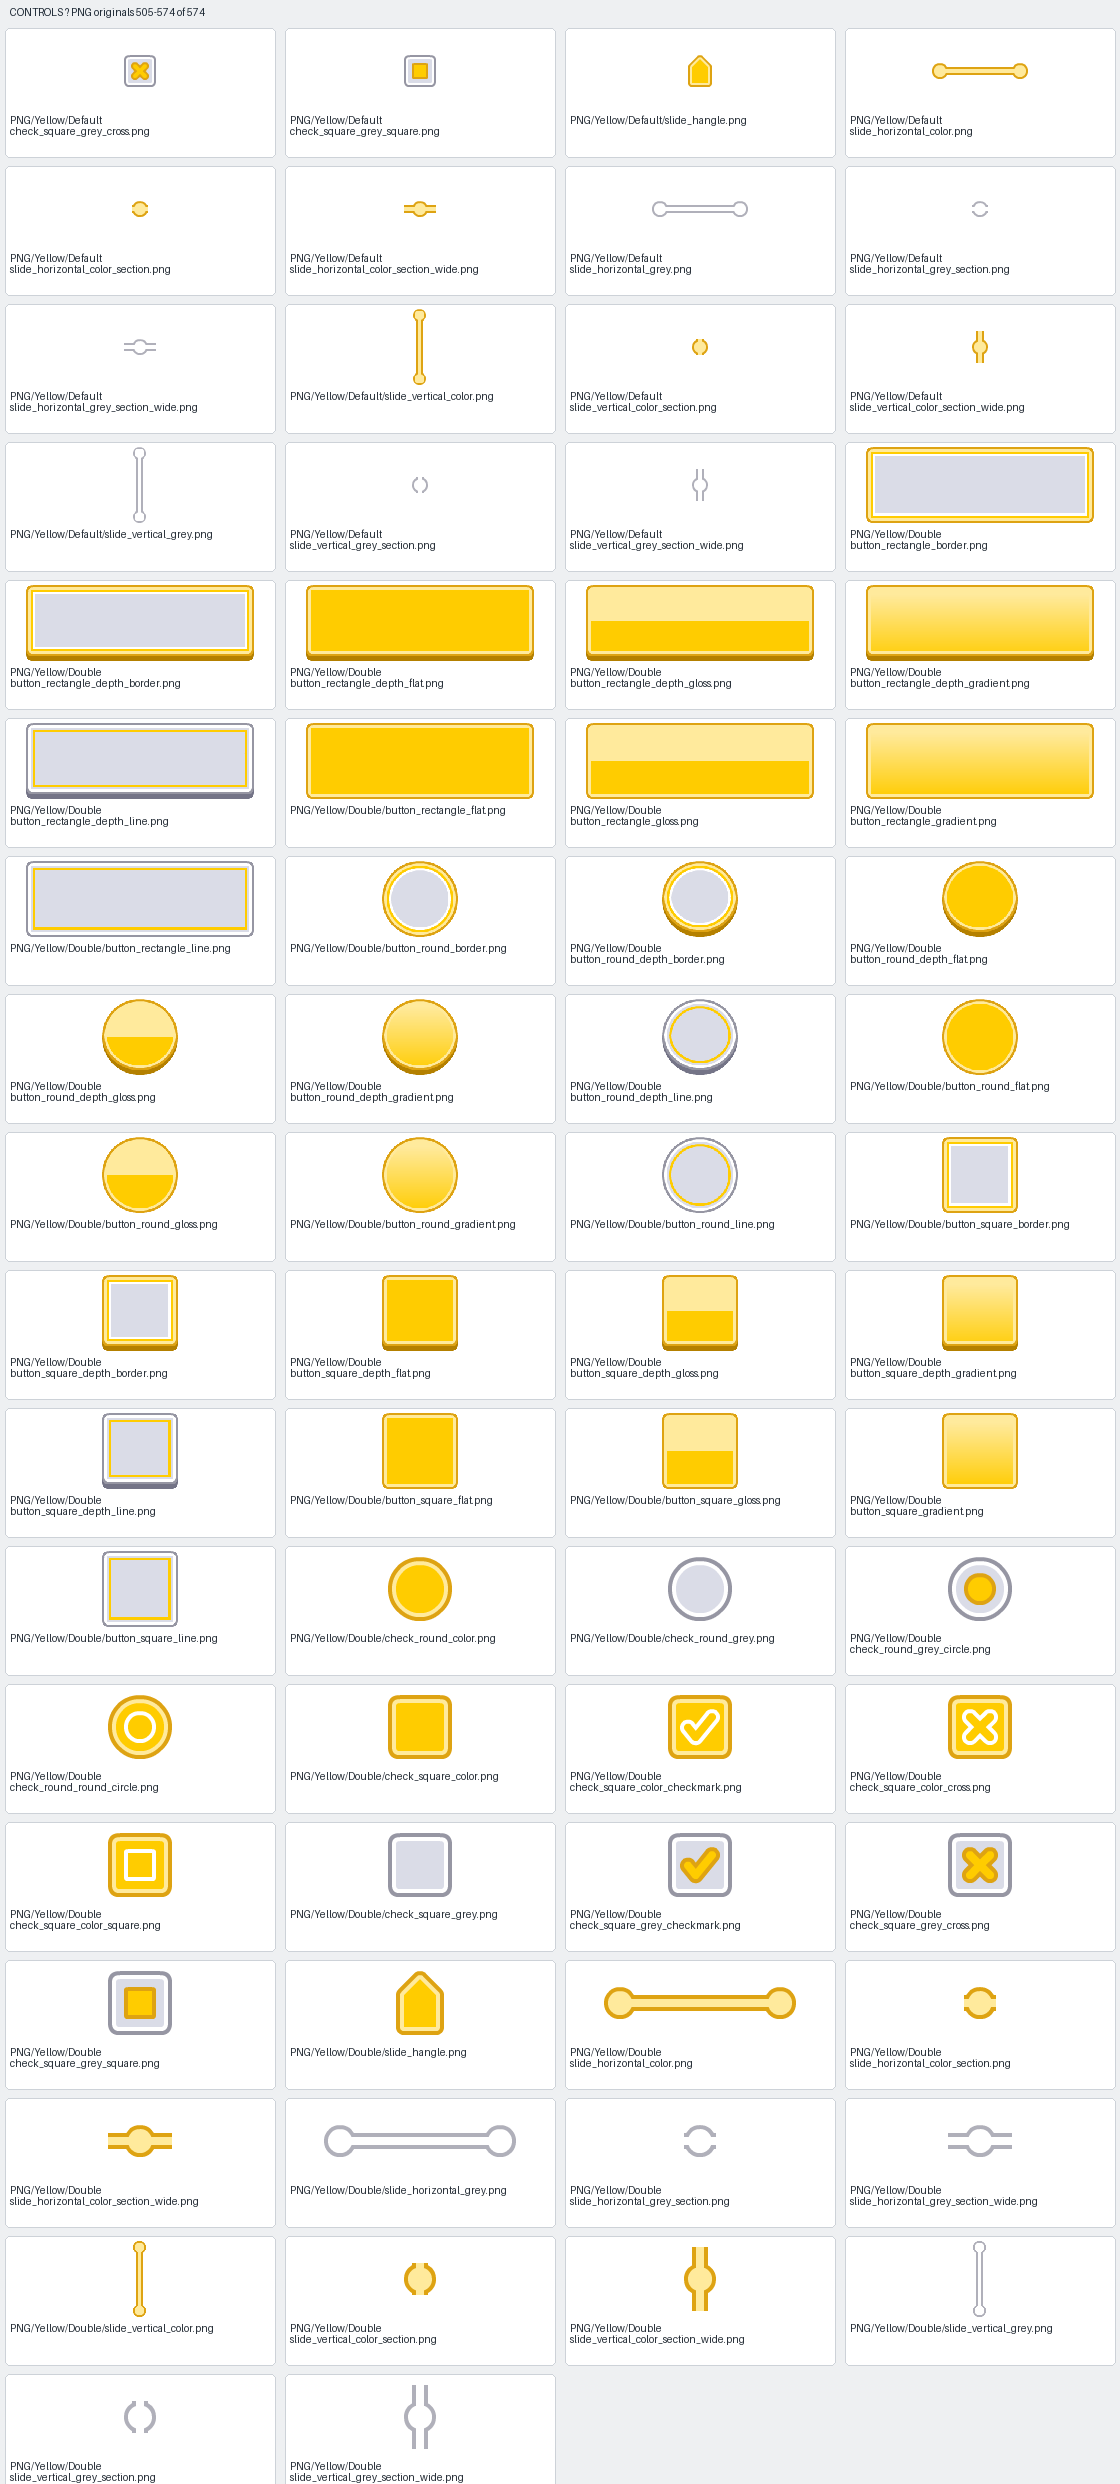 CONTROLS ? PNG originals 505-574 of 574
PNG/Yellow/Default
check_square_grey_cross.png
PNG/Yellow/Default
check_square_grey_square.png
PNG/Yellow/Default/slide_hangle.png
PNG/Yellow/Default
slide_horizontal_color.png
PNG/Yellow/Default
slide_horizontal_color_section.png
PNG/Yellow/Default
slide_horizontal_color_section_wide.png
PNG/Yellow/Default
slide_horizontal_grey.png
PNG/Yellow/Default
slide_horizontal_grey_section.png
PNG/Yellow/Default
slide_horizontal_grey_section_wide.png
PNG/Yellow/Default/slide_vertical_color.png
PNG/Yellow/Default
slide_vertical_color_section.png
PNG/Yellow/Default
slide_vertical_color_section_wide.png
PNG/Yellow/Default/slide_vertical_grey.png
PNG/Yellow/Default
slide_vertical_grey_section.png
PNG/Yellow/Default
slide_vertical_grey_section_wide.png
PNG/Yellow/Double
button_rectangle_border.png
PNG/Yellow/Double
button_rectangle_depth_border.png
PNG/Yellow/Double
button_rectangle_depth_flat.png
PNG/Yellow/Double
button_rectangle_depth_gloss.png
PNG/Yellow/Double
button_rectangle_depth_gradient.png
PNG/Yellow/Double
button_rectangle_depth_line.png
PNG/Yellow/Double/button_rectangle_flat.png
PNG/Yellow/Double
button_rectangle_gloss.png
PNG/Yellow/Double
button_rectangle_gradient.png
PNG/Yellow/Double/button_rectangle_line.png
PNG/Yellow/Double/button_round_border.png
PNG/Yellow/Double
button_round_depth_border.png
PNG/Yellow/Double
button_round_depth_flat.png
PNG/Yellow/Double
button_round_depth_gloss.png
PNG/Yellow/Double
button_round_depth_gradient.png
PNG/Yellow/Double
button_round_depth_line.png
PNG/Yellow/Double/button_round_flat.png
PNG/Yellow/Double/button_round_gloss.png
PNG/Yellow/Double/button_round_gradient.png
PNG/Yellow/Double/button_round_line.png
PNG/Yellow/Double/button_square_border.png
PNG/Yellow/Double
button_square_depth_border.png
PNG/Yellow/Double
button_square_depth_flat.png
PNG/Yellow/Double
button_square_depth_gloss.png
PNG/Yellow/Double
button_square_depth_gradient.png
PNG/Yellow/Double
button_square_depth_line.png
PNG/Yellow/Double/button_square_flat.png
PNG/Yellow/Double/button_square_gloss.png
PNG/Yellow/Double
button_square_gradient.png
PNG/Yellow/Double/button_square_line.png
PNG/Yellow/Double/check_round_color.png
PNG/Yellow/Double/check_round_grey.png
PNG/Yellow/Double
check_round_grey_circle.png
PNG/Yellow/Double
check_round_round_circle.png
PNG/Yellow/Double/check_square_color.png
PNG/Yellow/Double
check_square_color_checkmark.png
PNG/Yellow/Double
check_square_color_cross.png
PNG/Yellow/Double
check_square_color_square.png
PNG/Yellow/Double/check_square_grey.png
PNG/Yellow/Double
check_square_grey_checkmark.png
PNG/Yellow/Double
check_square_grey_cross.png
PNG/Yellow/Double
check_square_grey_square.png
PNG/Yellow/Double/slide_hangle.png
PNG/Yellow/Double
slide_horizontal_color.png
PNG/Yellow/Double
slide_horizontal_color_section.png
PNG/Yellow/Double
slide_horizontal_color_section_wide.png
PNG/Yellow/Double/slide_horizontal_grey.png
PNG/Yellow/Double
slide_horizontal_grey_section.png
PNG/Yellow/Double
slide_horizontal_grey_section_wide.png
PNG/Yellow/Double/slide_vertical_color.png
PNG/Yellow/Double
slide_vertical_color_section.png
PNG/Yellow/Double
slide_vertical_color_section_wide.png
PNG/Yellow/Double/slide_vertical_grey.png
PNG/Yellow/Double
slide_vertical_grey_section.png
PNG/Yellow/Double
slide_vertical_grey_section_wide.png